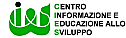 CENTRO
INFORMAZIONE E
EDUCAZIONE ALLO
SVILUPPO